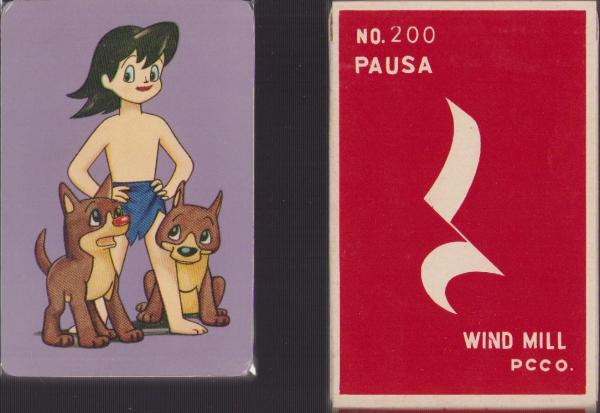 NO. 200
PAUSA
WIND MILL
PCCO.